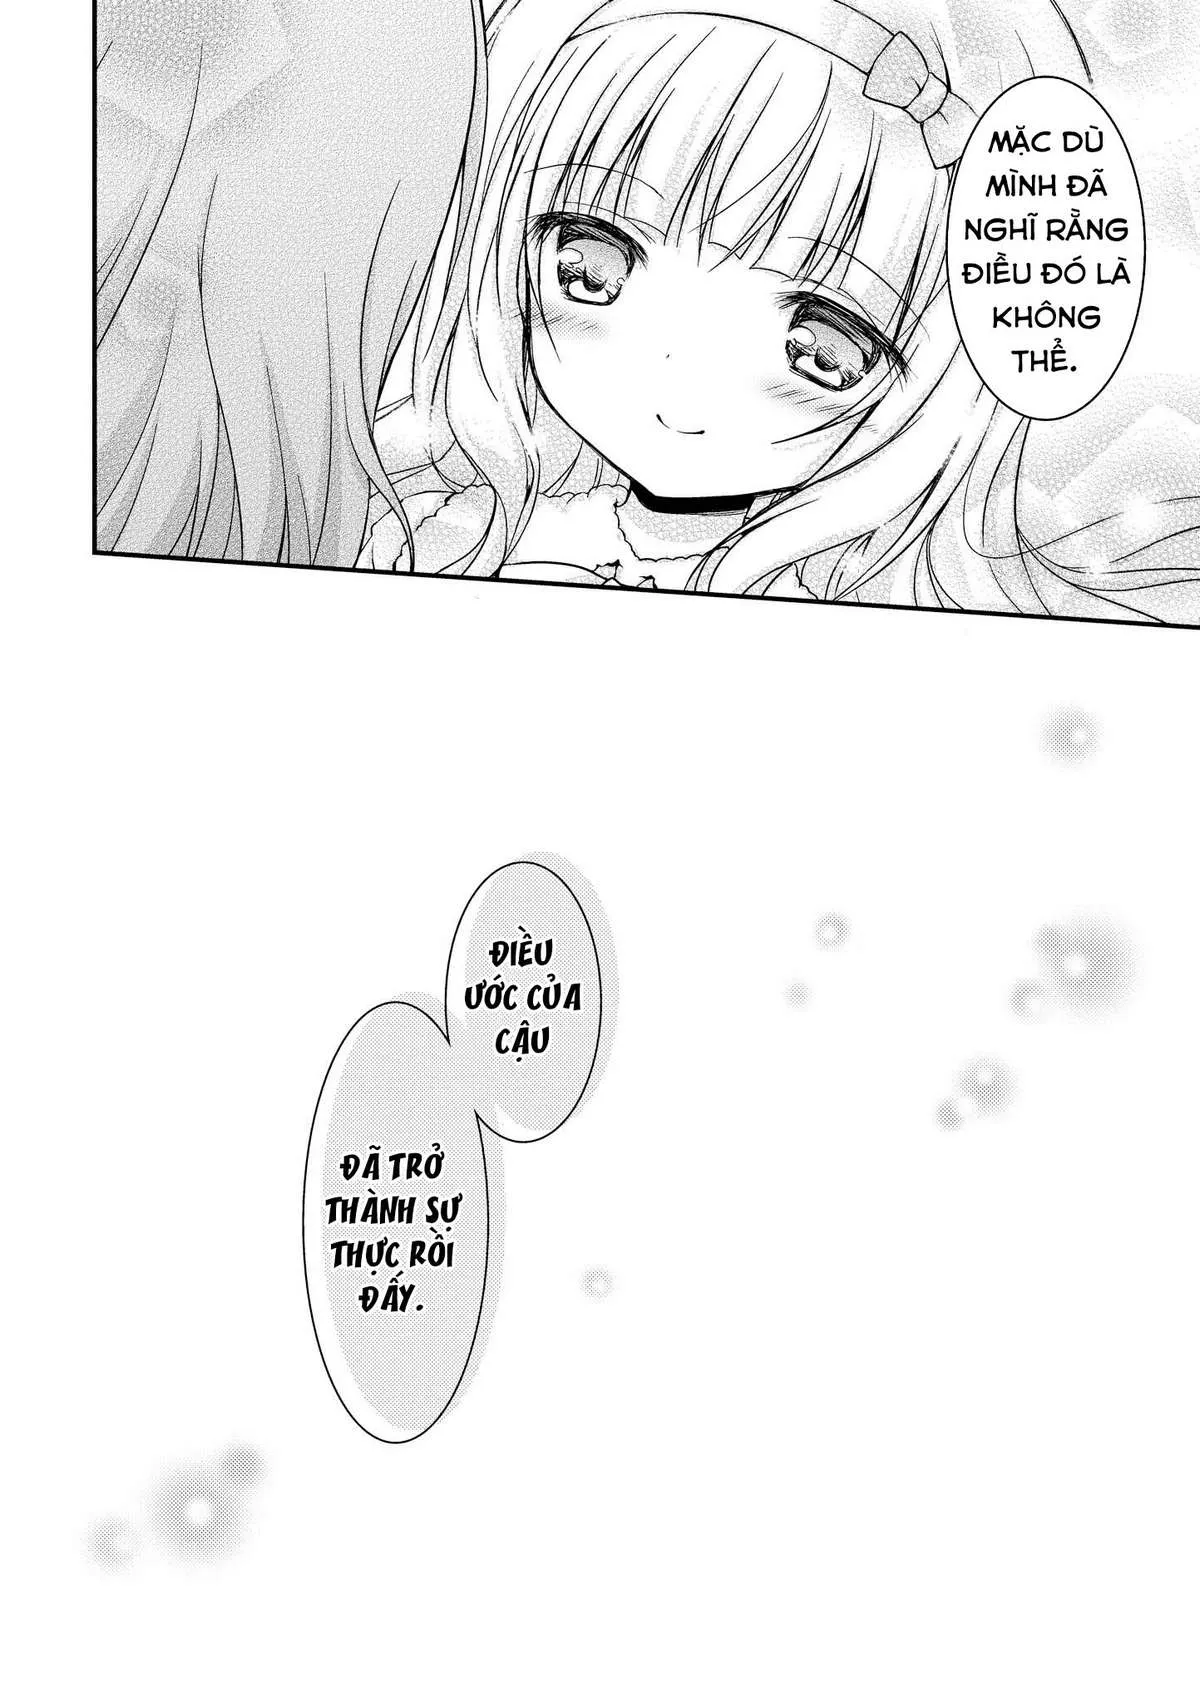 MẶC DÙ
MÌNH ĐÃ
NGHĨ RẰNG
ĐIỀU ĐÓ LÀ
KHÔNG
THỂ.
ĐIỀU
ƯỚC CỦA
CẬU
ĐÃ TRỞ
THÀNH SỰ
THỰC RỒI
ĐẤY.